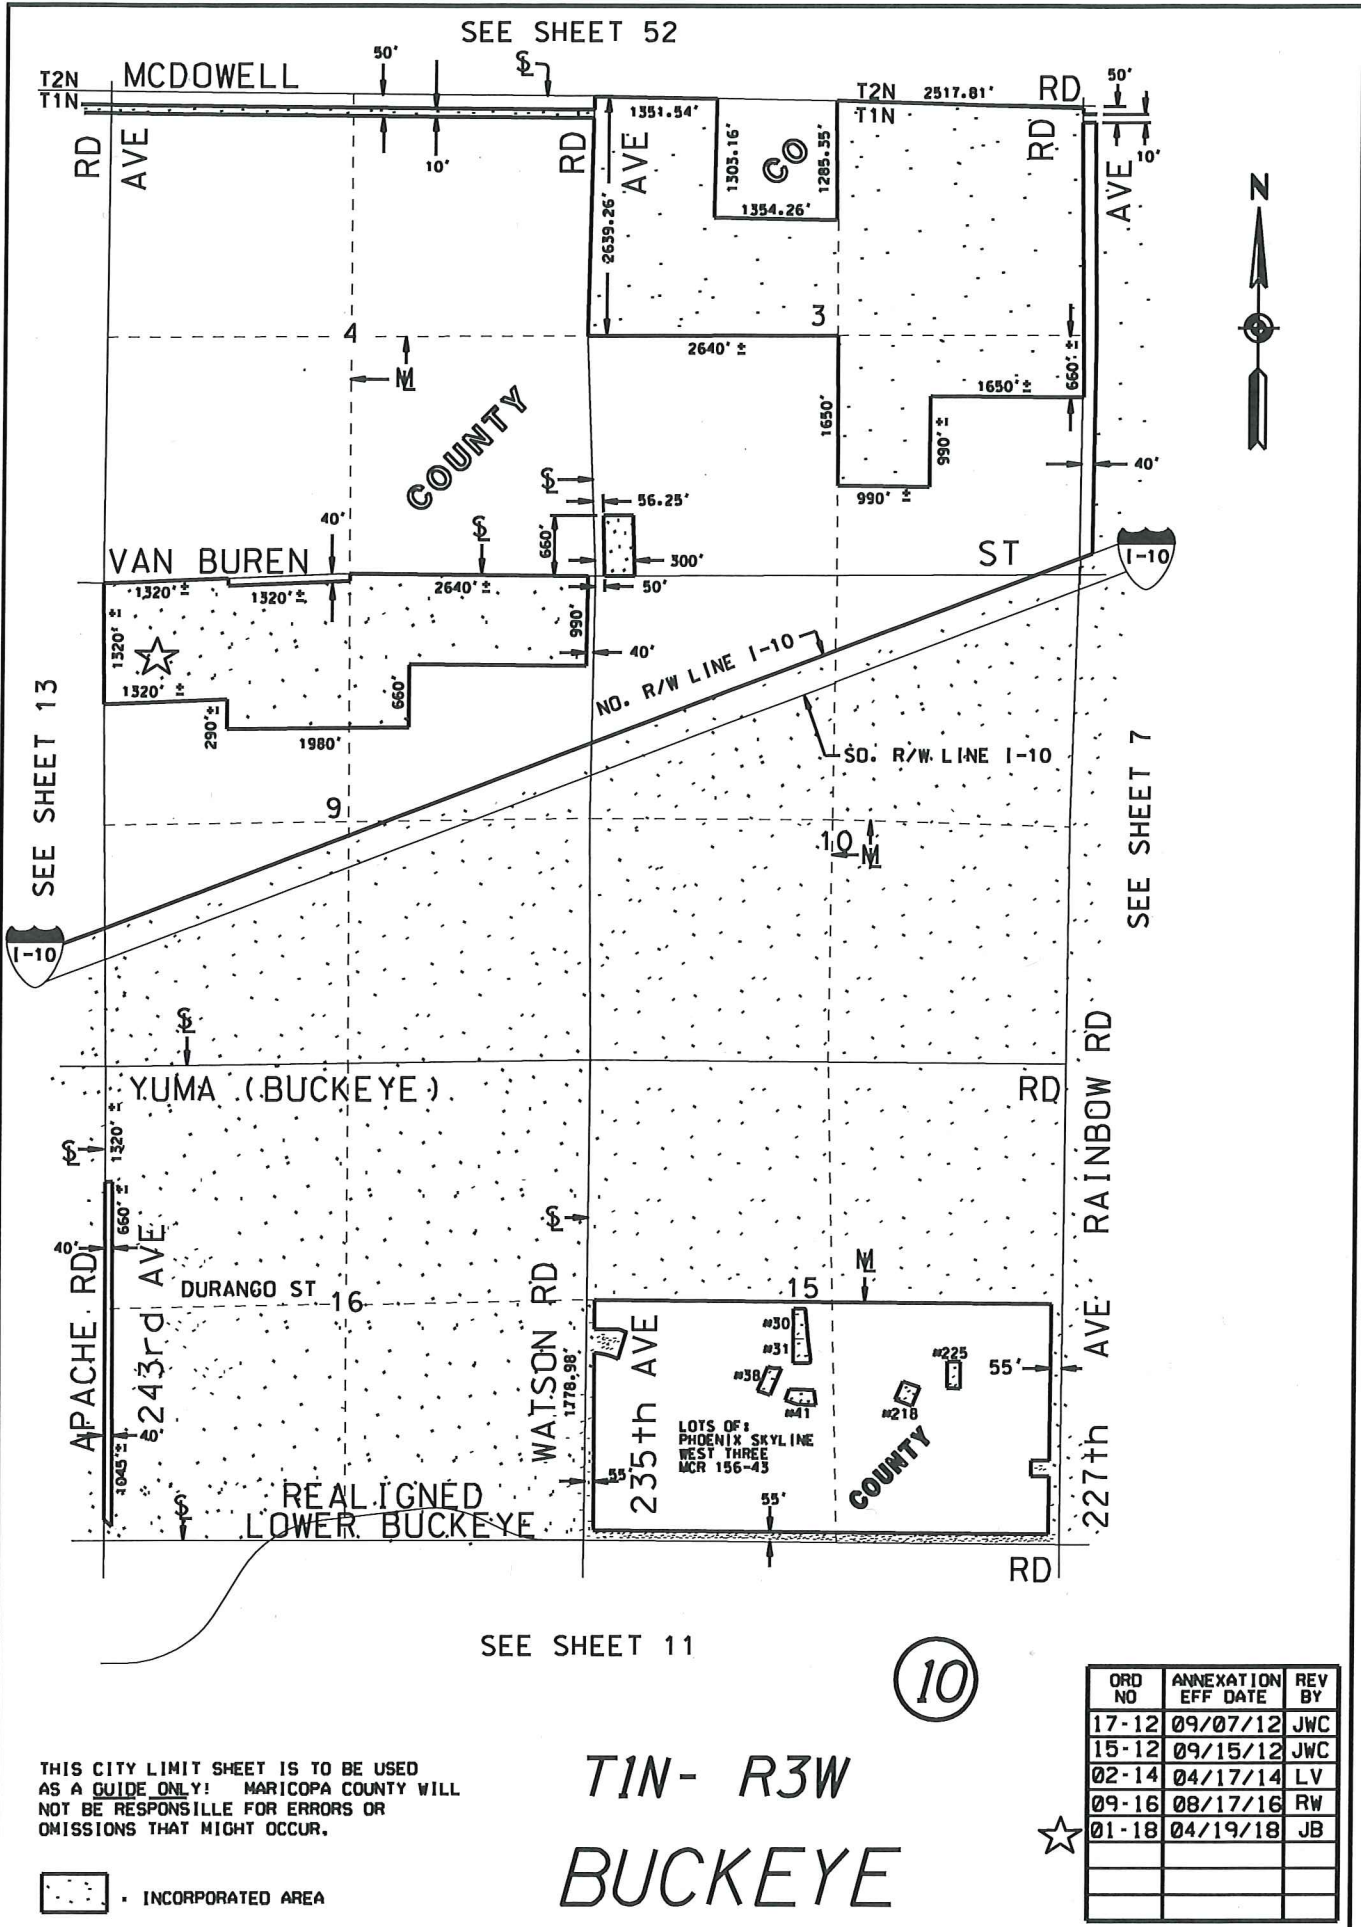 SEE SHEET 52
T2N
T1N
MCDOWELL
50'
10'
℄
RD
AVE
RD
AVE
1351.54'
1303.16'
CO
1285.35'
1354.26'
2639.26'
T2N
T1N
2517.81'
RD
RD
AVE
50'
10'
N
4
3
M
COUNTY
2640' ±
1650'
660' ±
1650' ±
990' ±
990' ±
40'
56.25'
660'
300'
50'
VAN BUREN
40'
ST
I-10
1320' ±
1320' ±
2640' ±
1320' ±
990'
40'
1320' ±
290' ±
1980'
660'
NO. R/W LINE I-10
SO. R/W LINE I-10
SEE SHEET 13
SEE SHEET 7
9
10
M
I-10
YUMA (BUCKEYE)
RD
1320' ±
660' ±
40'
APACHE RD
243rd AVE
DURANGO ST
16
15
M
WATSON RD
235th AVE
1778.98'
RAINBOW RD
227th AVE
#30
#31
#38
#41
#225
#218
55'
LOTS OF:
PHOENIX SKYLINE
WEST THREE
MCR 156-43
COUNTY
40'
1045' ±
55'
55'
REALIGNED
LOWER BUCKEYE
RD
SEE SHEET 11
10
T1N- R3W
BUCKEYE
THIS CITY LIMIT SHEET IS TO BE USED
AS A GUIDE ONLY! MARICOPA COUNTY WILL
NOT BE RESPONSILLE FOR ERRORS OR
OMISSIONS THAT MIGHT OCCUR.
. INCORPORATED AREA
ORD NO ANNEXATION EFF DATE REV BY
17-12 09/07/12 JWC
15-12 09/15/12 JWC
02-14 04/17/14 LV
09-16 08/17/16 RW
01-18 04/19/18 JB